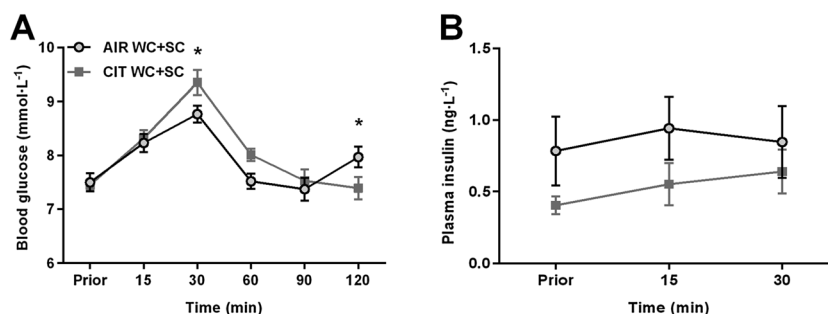 A
AIR WC+SC
CIT WC+SC
*
*
Blood glucose (mmol·L⁻¹)
10
9
8
7
6
Prior 15 30 60 90 120
Time (min)
B
Plasma insulin (ng·L⁻¹)
1.5
1.0
0.5
0.0
Prior 15 30
Time (min)